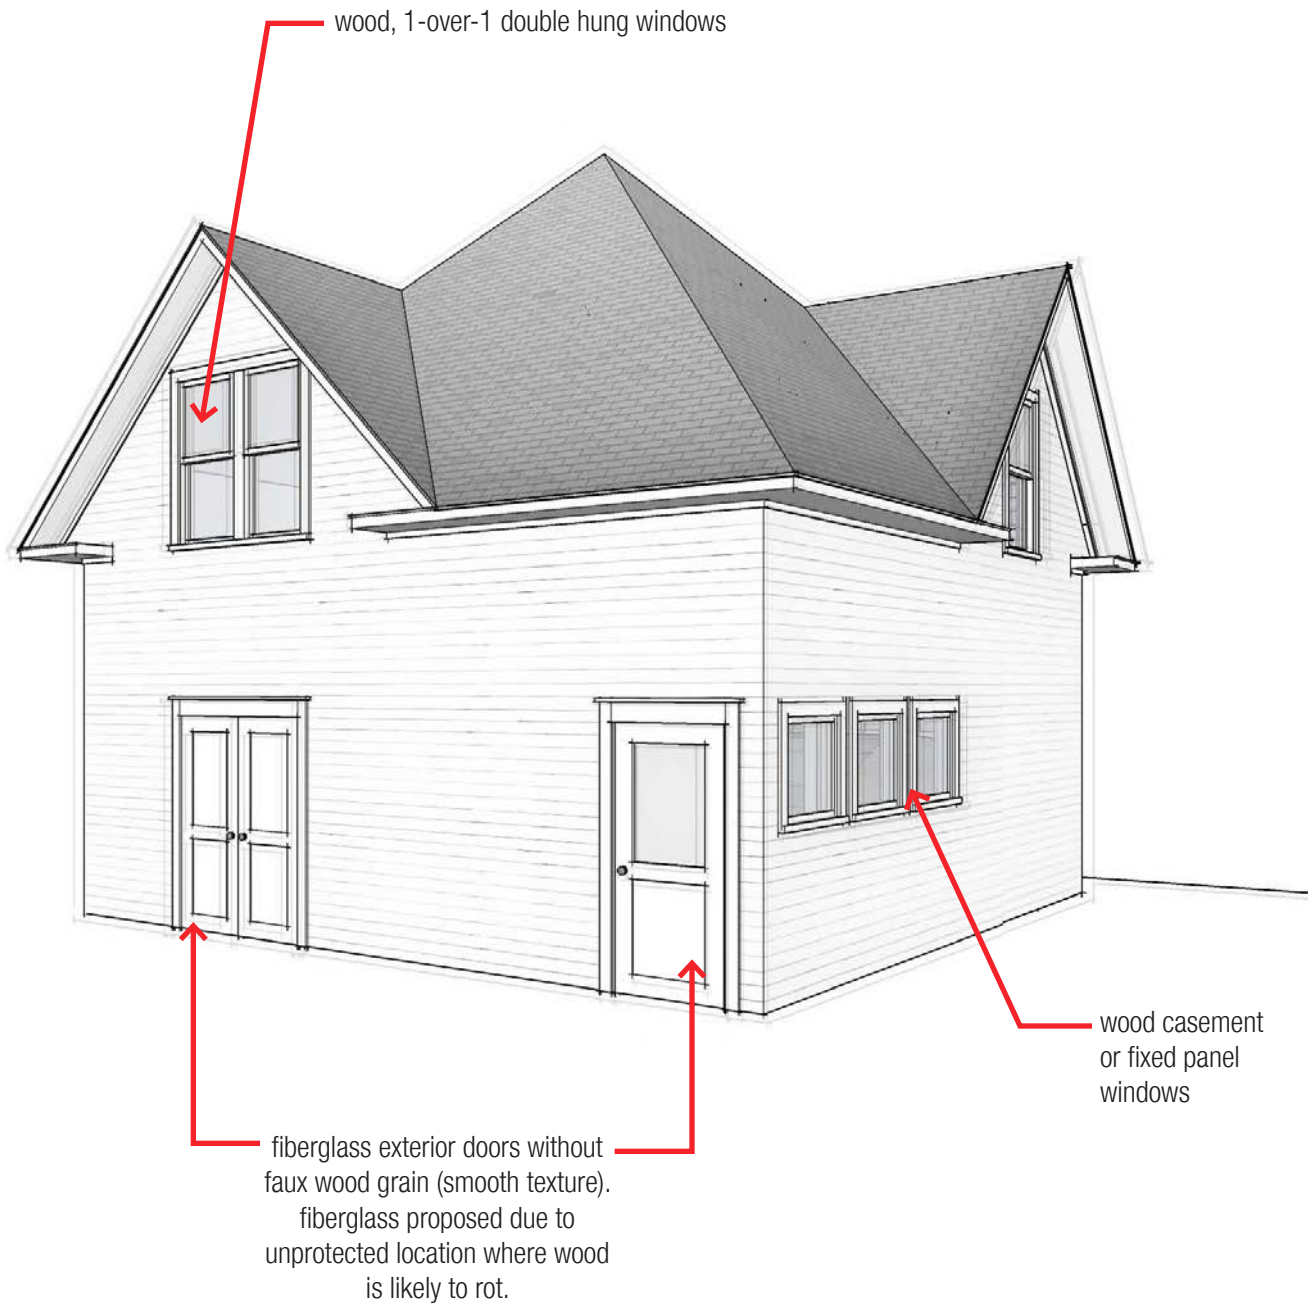 wood, 1-over-1 double hung windows
wood casement
or fixed panel
windows
fiberglass exterior doors without
faux wood grain (smooth texture).
fiberglass proposed due to
unprotected location where wood
is likely to rot.